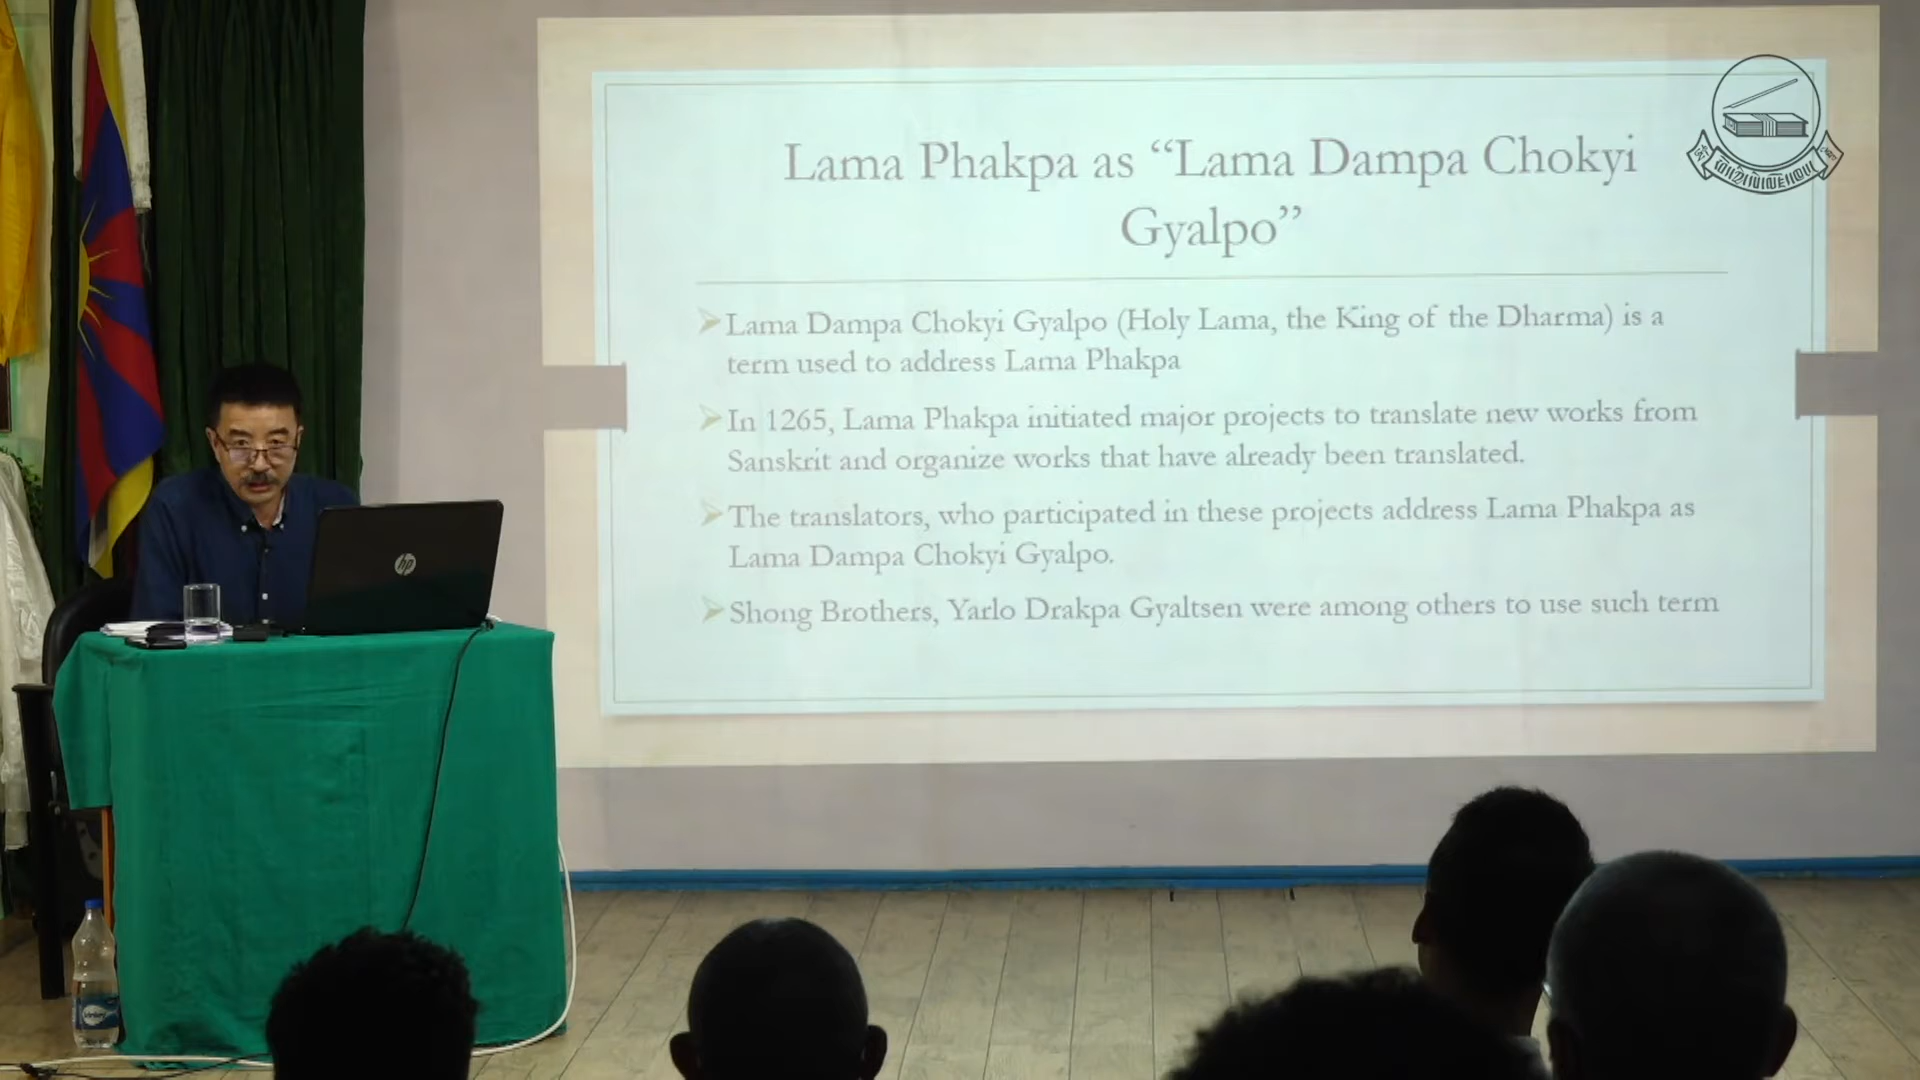 Lama Phakpa as “Lama Dampa Chokyi
Gyalpo”
Lama Dampa Chokyi Gyalpo (Holy Lama, the King of the Dharma) is a
term used to address Lama Phakpa
In 1265, Lama Phakpa initiated major projects to translate new works from
Sanskrit and organize works that have already been translated.
The translators, who participated in these projects address Lama Phakpa as
Lama Dampa Chokyi Gyalpo.
Shong Brothers, Yarlo Drakpa Gyaltsen were among others to use such term
hp